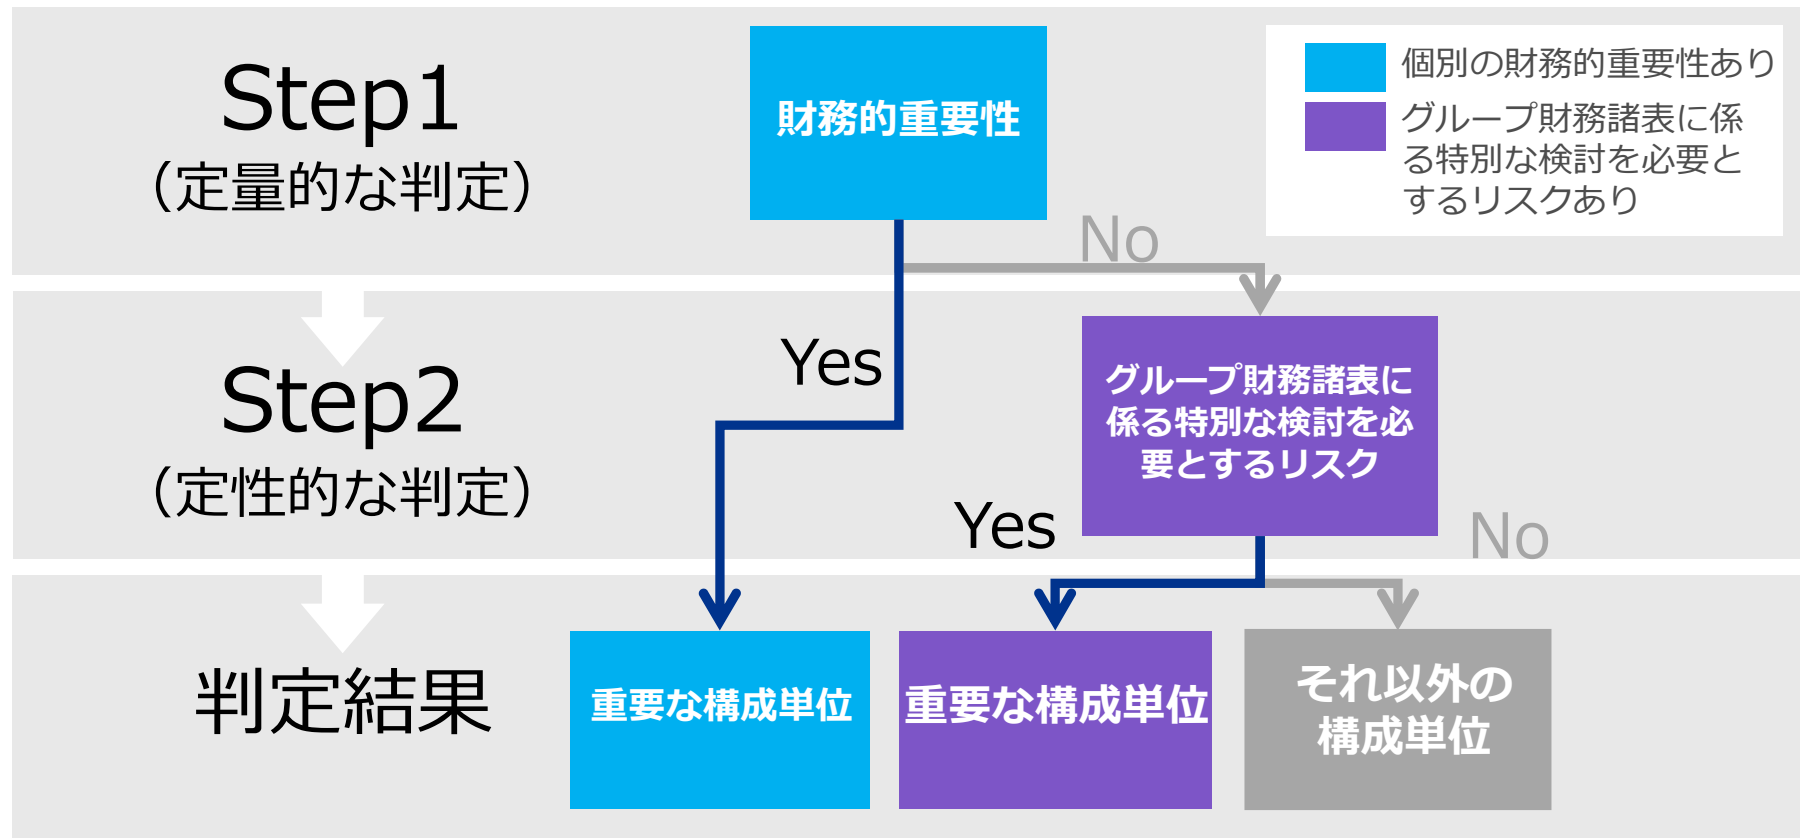 Step1
（定量的な判定）
財務的重要性
個別の財務的重要性あり
グループ財務諸表に係
る特別な検討を必要と
するリスクあり
No
Yes
Step2
（定性的な判定）
グループ財務諸表に
係る特別な検討を必
要とするリスク
Yes
No
判定結果
重要な構成単位
重要な構成単位
それ以外の
構成単位